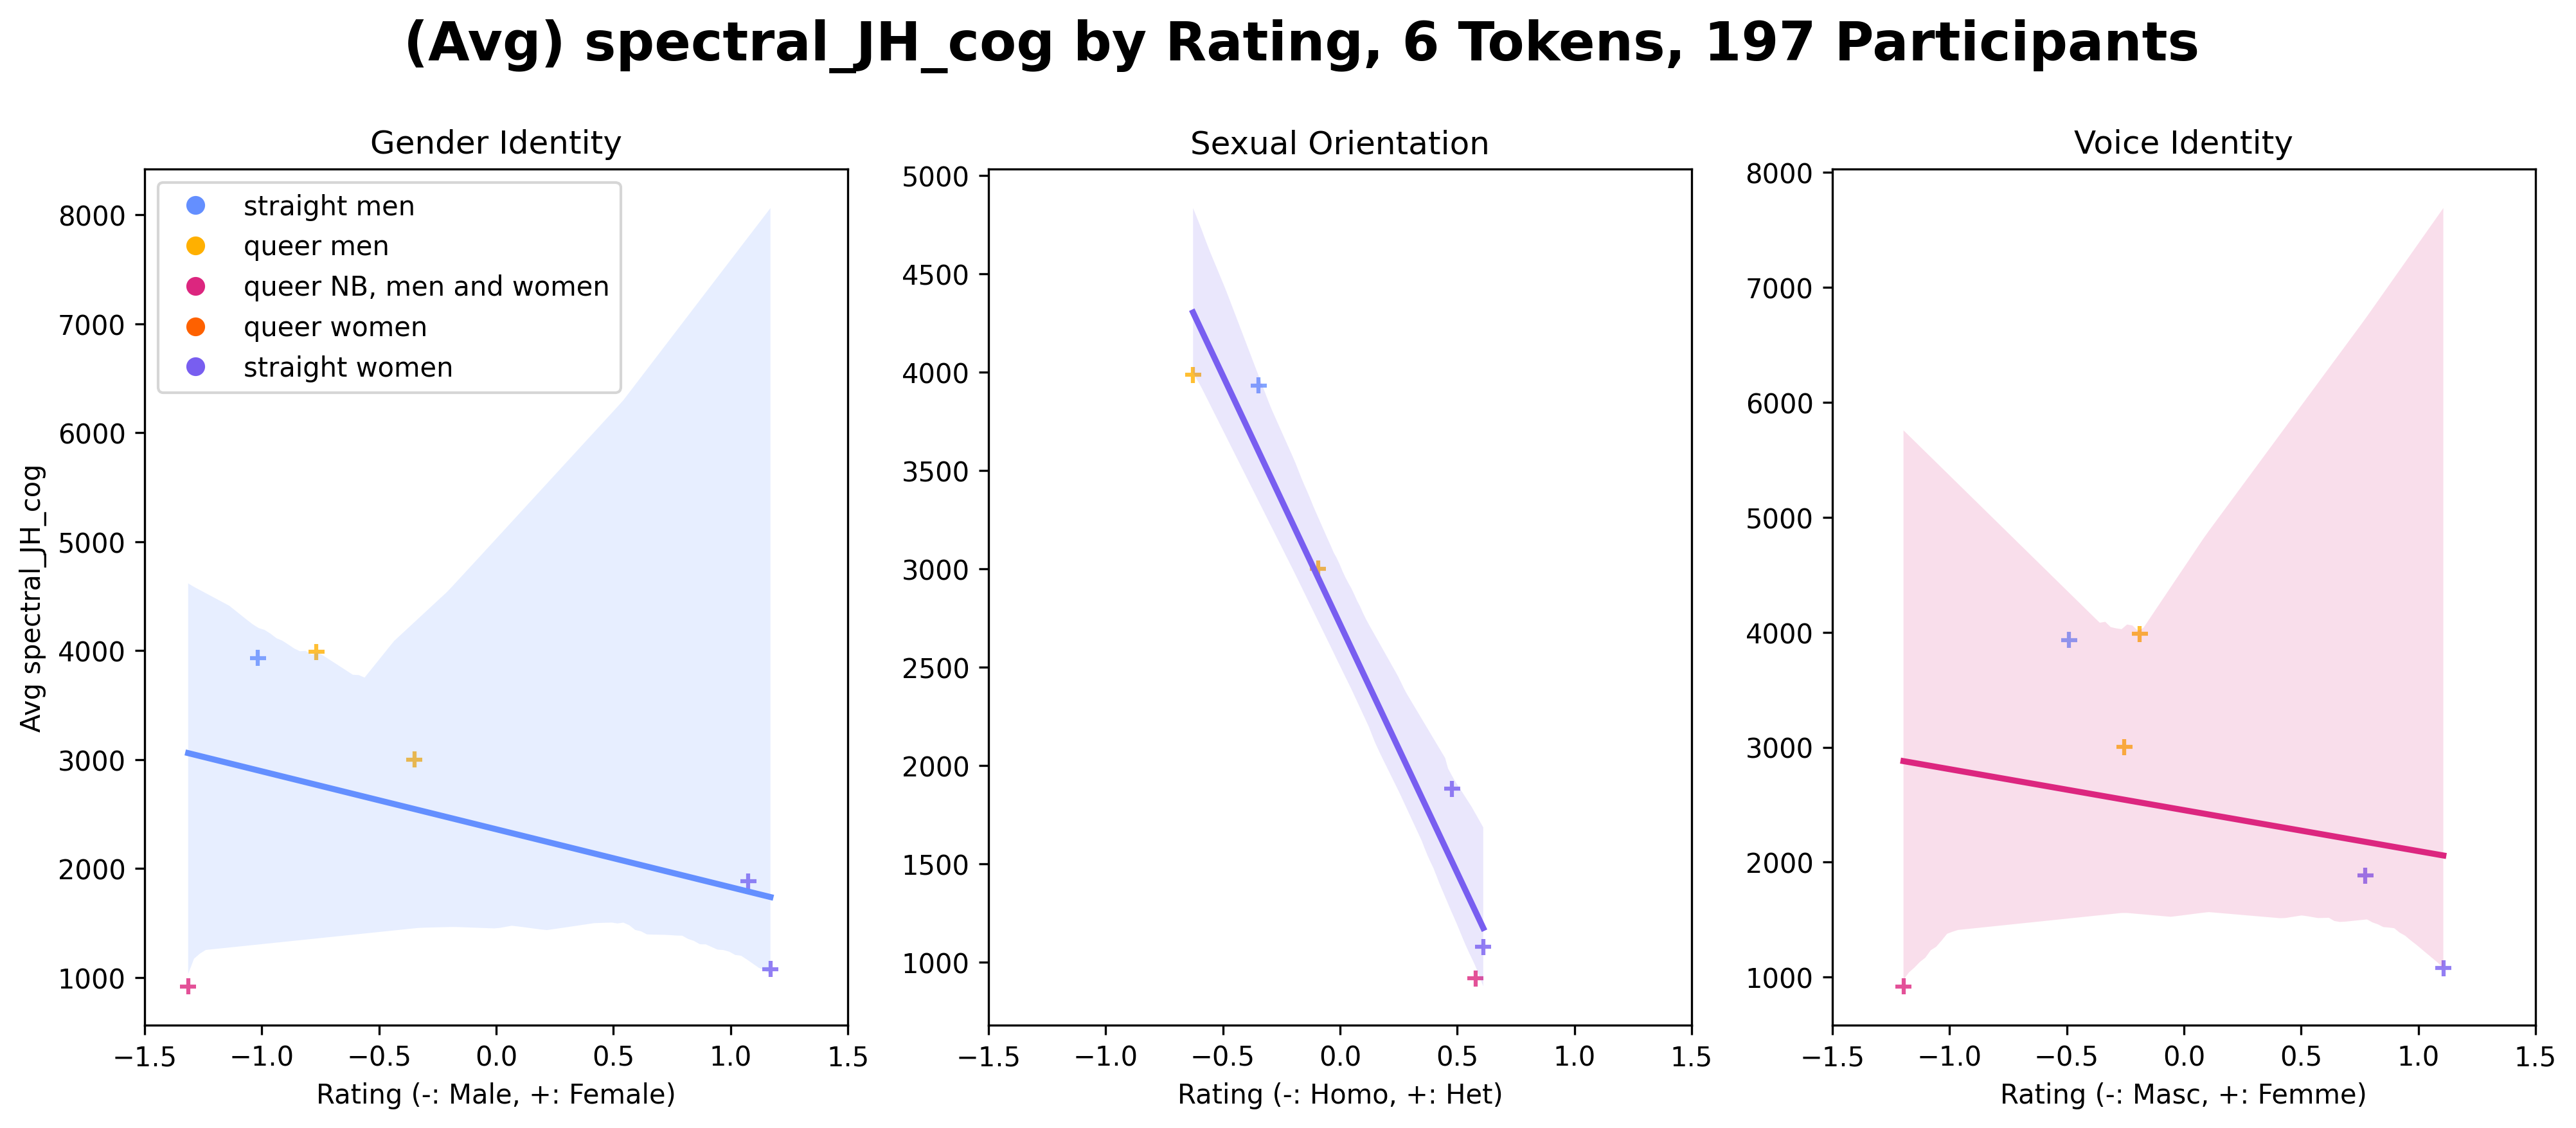 (Avg) spectral_JH_cog by Rating, 6 Tokens, 197 Participants
Gender Identity
straight men
queer men
queer NB, men and women
queer women
straight women
8000
7000
6000
5000
4000
3000
2000
1000
Avg spectral_JH_cog
−1.5 −1.0 −0.5 0.0 0.5 1.0 1.5
Rating (-: Male, +: Female)
Sexual Orientation
5000
4500
4000
3500
3000
2500
2000
1500
1000
−1.5 −1.0 −0.5 0.0 0.5 1.0 1.5
Rating (-: Homo, +: Het)
Voice Identity
8000
7000
6000
5000
4000
3000
2000
1000
−1.5 −1.0 −0.5 0.0 0.5 1.0 1.5
Rating (-: Masc, +: Femme)